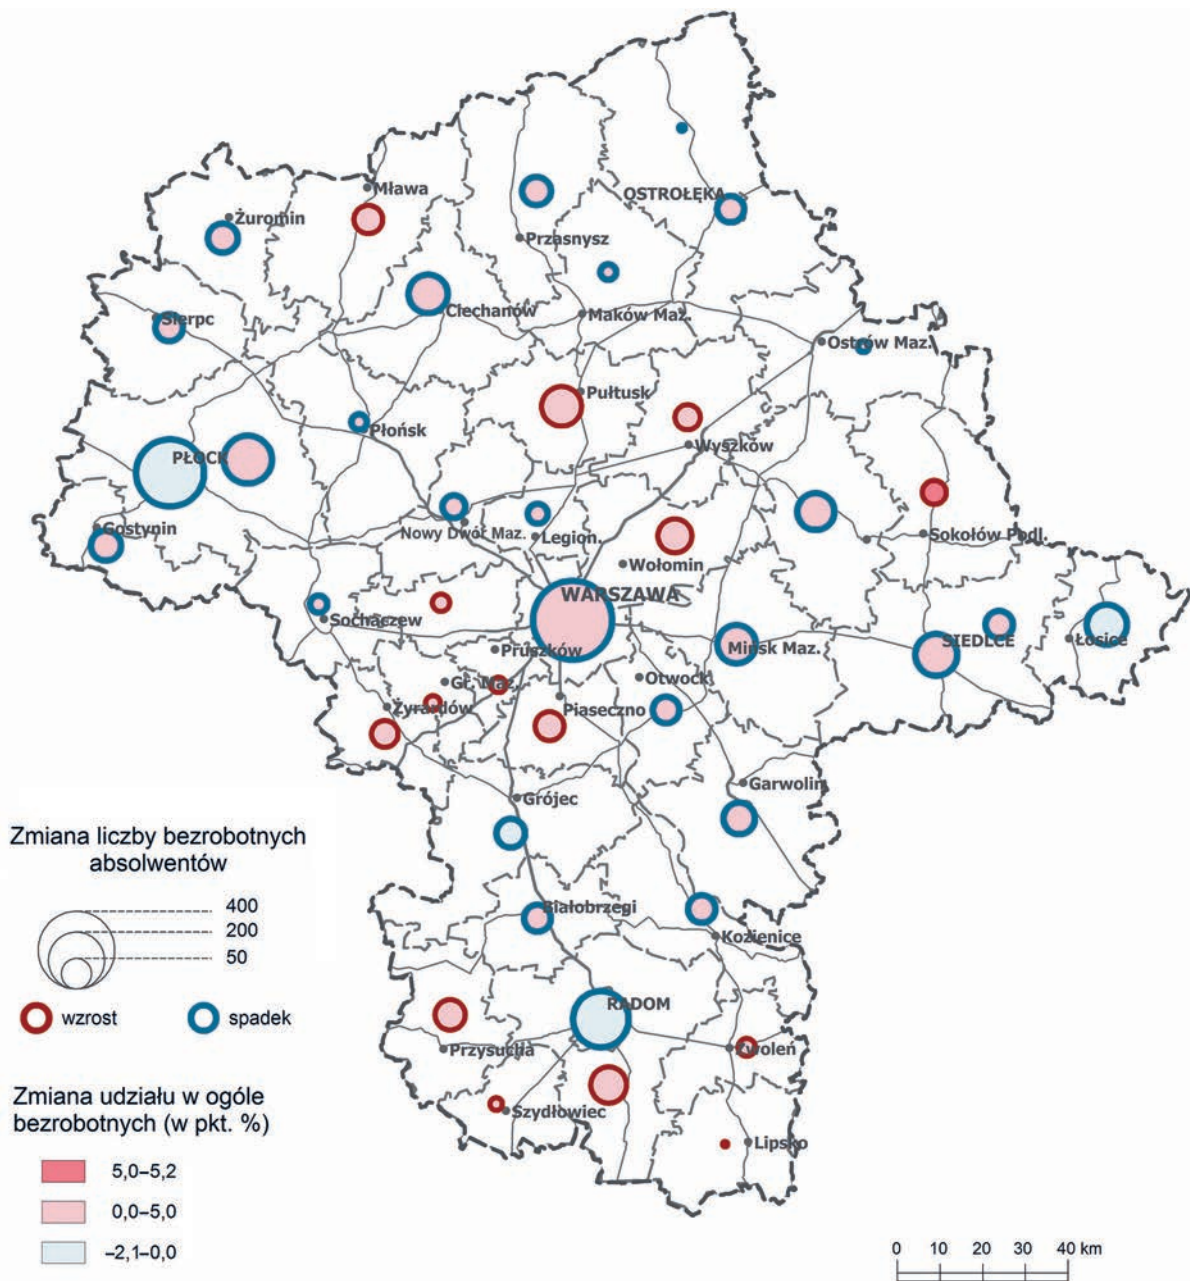 Mława
OSTROŁĘKA
Żuromin
Przasnysz
Ciechanów
Maków Maz.
Sierpc
Ostrów Maz.
Pułtusk
Płońsk
Wyszków
PŁOCK
Gostynin
Nowy Dwór Maz.
Legion.
Sokołów Podl.
Wołomin
WARSZAWA
Sochaczew
Pruszków
Mińsk Maz.
SIEDLCE
Łosice
Gr. Maz.
Otwock
Żyrardów
Piaseczno
Garwolin
Grójec
Zmiana liczby bezrobotnych
absolwentów
400
200
50
wzrost
spadek
Białobrzegi
Kozienice
RADOM
Przysucha
Zwoleń
Szydłowiec
Lipsko
Zmiana udziału w ogóle
bezrobotnych (w pkt. %)
5,0–5,2
0,0–5,0
–2,1–0,0
0 10 20 30 40 km